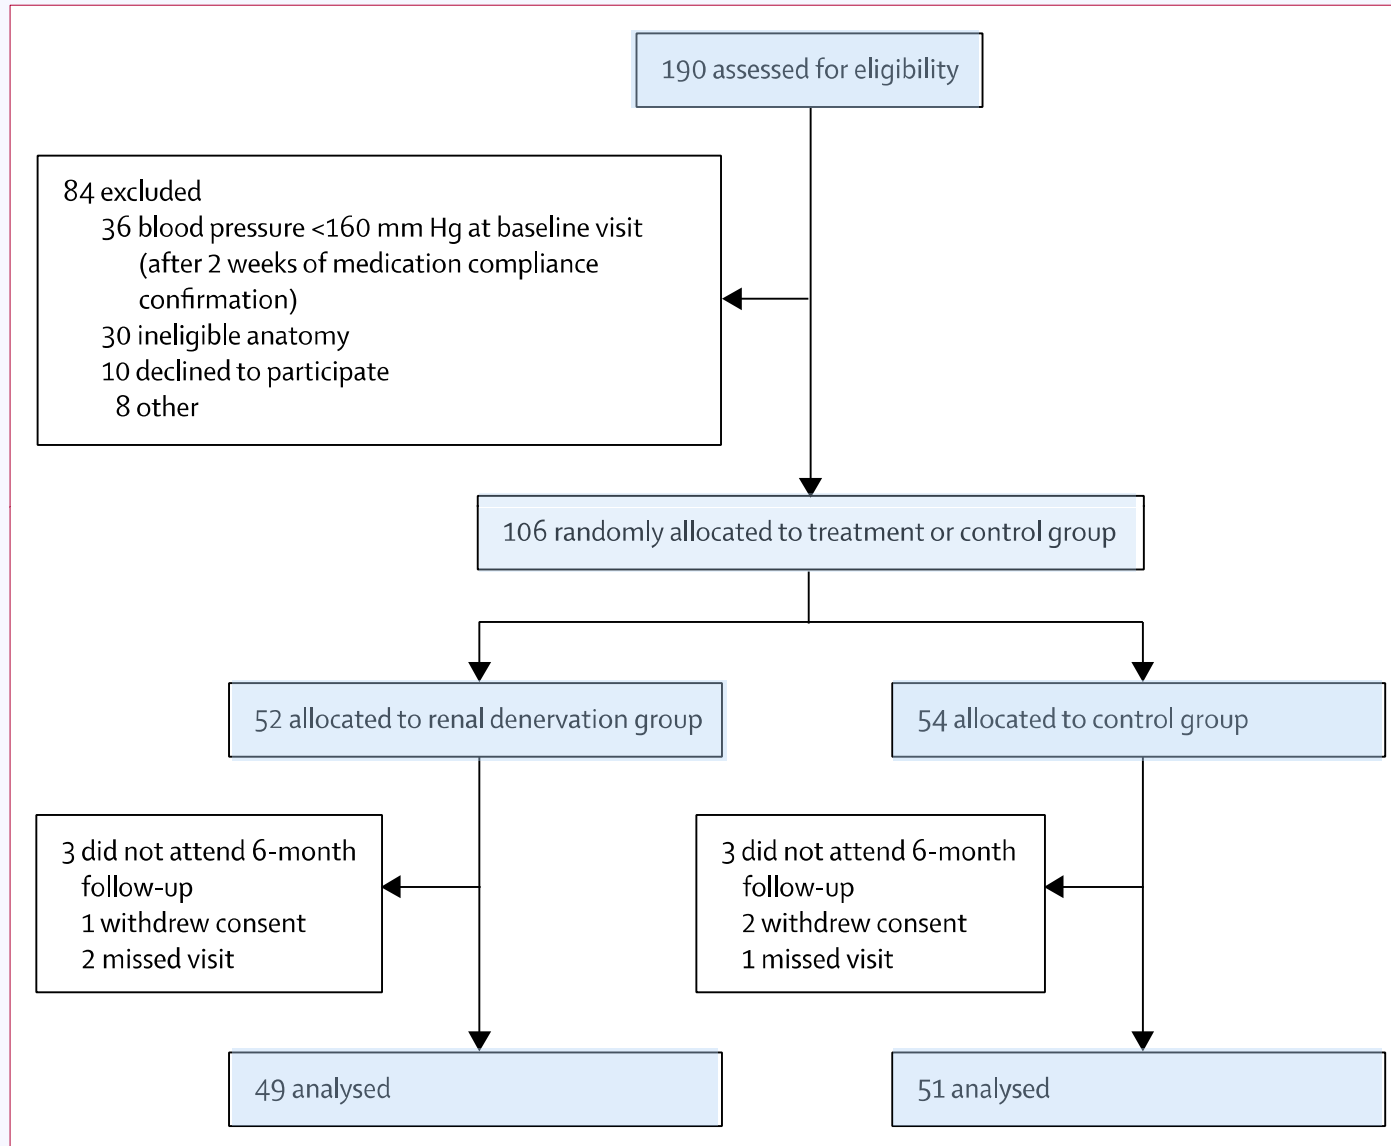 190 assessed for eligibility
84 excluded
36 blood pressure <160 mm Hg at baseline visit
(after 2 weeks of medication compliance
confirmation)
30 ineligible anatomy
10 declined to participate
8 other
106 randomly allocated to treatment or control group
52 allocated to renal denervation group
54 allocated to control group
3 did not attend 6-month
follow-up
1 withdrew consent
2 missed visit
3 did not attend 6-month
follow-up
2 withdrew consent
1 missed visit
49 analysed
51 analysed